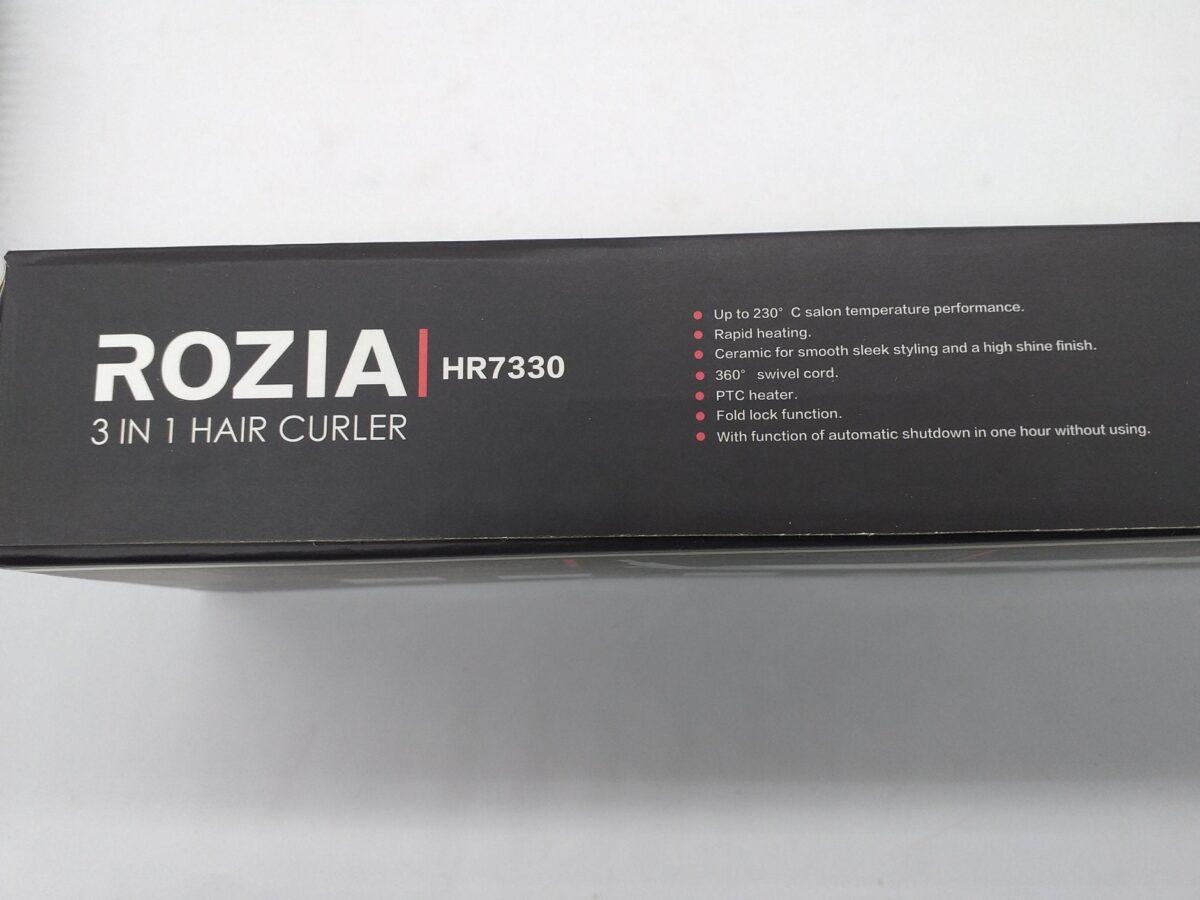 ROZIA
HR7330
3 IN 1 HAIR CURLER
Up to 230° C salon temperature performance.
Rapid heating.
Ceramic for smooth sleek styling and a high shine finish.
360° swivel cord.
PTC heater.
Fold lock function.
With function of automatic shutdown in one hour without using.